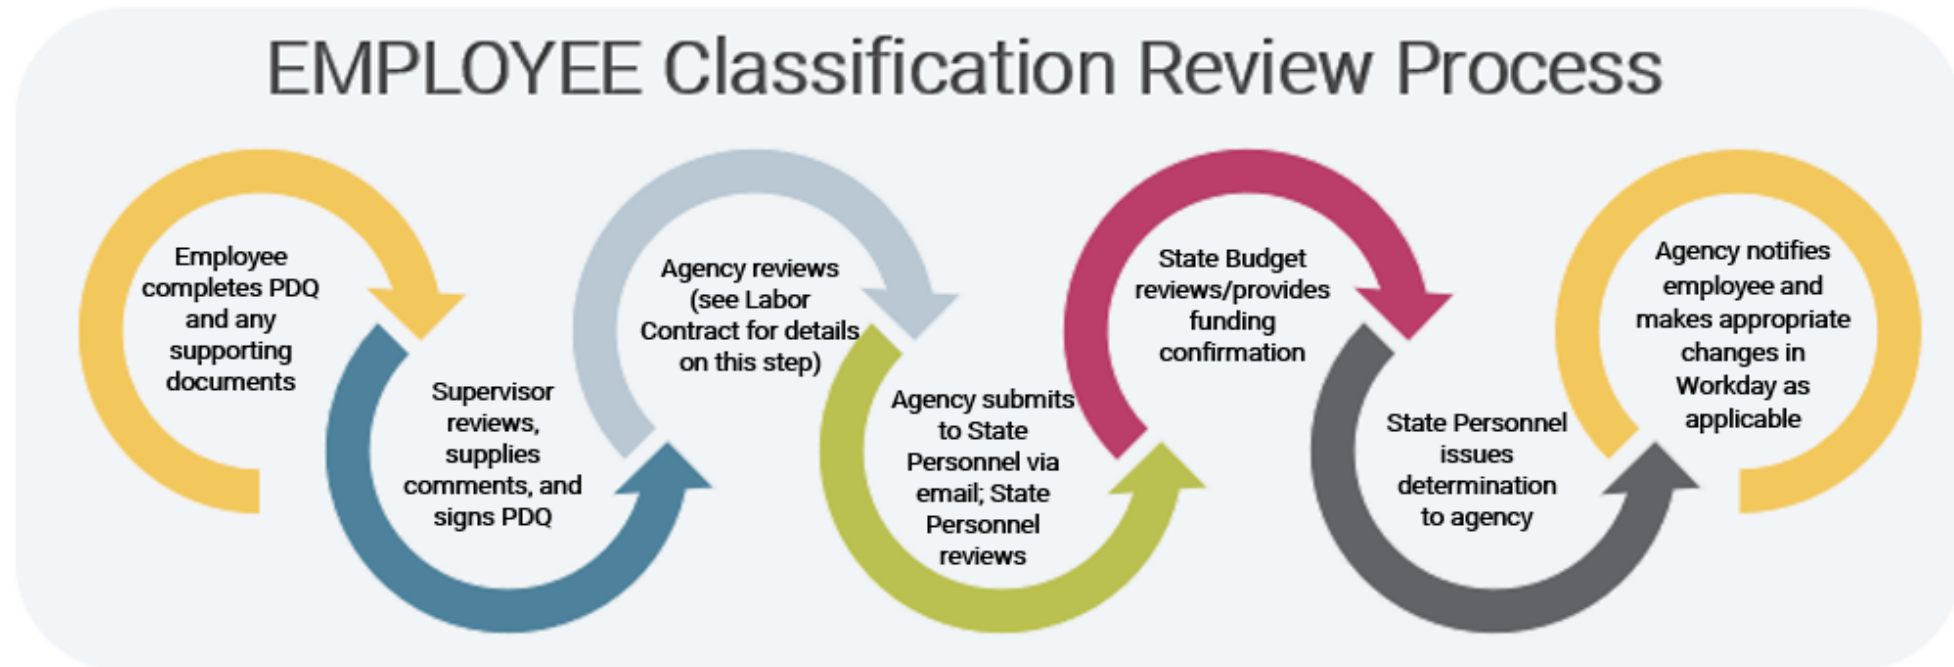 EMPLOYEE Classification Review Process
Employee
completes PDQ
and any
supporting
documents
Supervisor
reviews,
supplies
comments, and
signs PDQ
Agency reviews
(see Labor
Contract for details
on this step)
Agency submits
to State
Personnel via
email; State
Personnel
reviews
State Budget
reviews/provides
funding
confirmation
State Personnel
issues
determination
to agency
Agency notifies
employee and
makes appropriate
changes in
Workday as
applicable